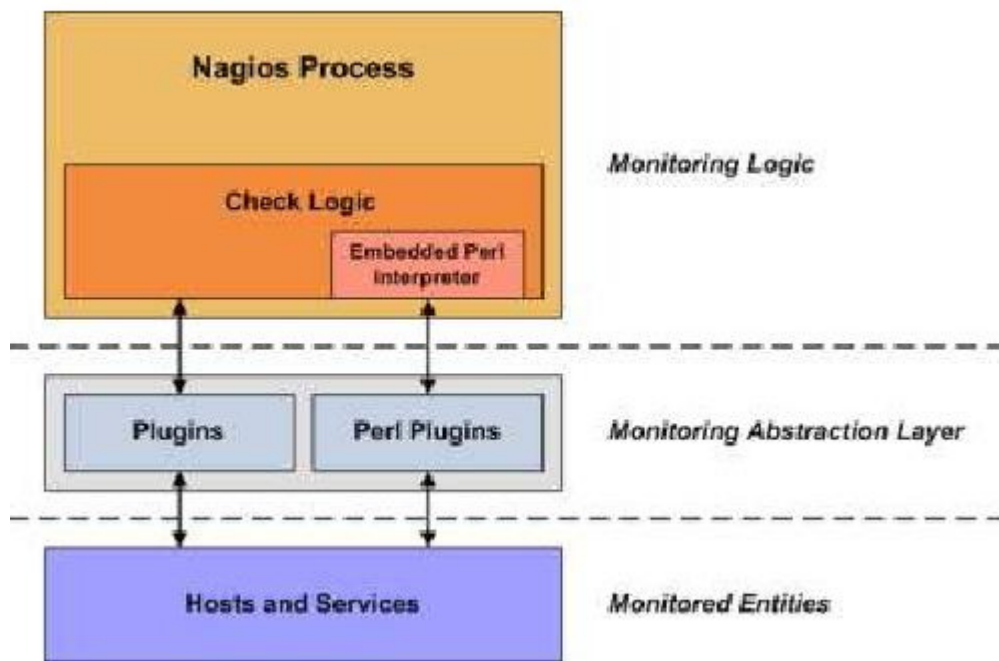 Nagios Process
Monitoring Logic
Check Logic
Embedded Perl
Interpreter
Plugins
Perl Plugins
Monitoring Abstraction Layer
Hosts and Services
Monitored Entities